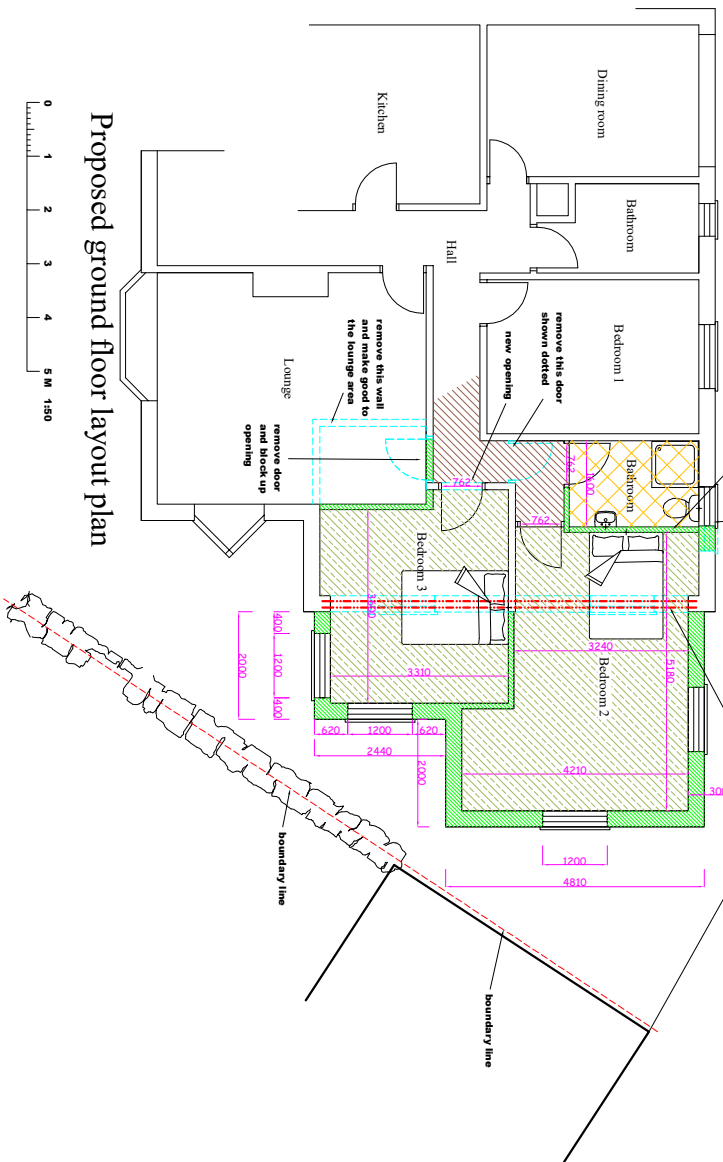 Dining room
Kitchen
Bathroom
Hall
Bedroom 1
Lounge
remove this door
shown dotted
new opening
remove this wall
and make good to
the lounge area
remove door
and block up
opening
Bathroom
762
1600
762
762
Bedroom 3
3600
3310
Bedroom 2
3240
5180
4210
400
1200
400
2000
620
1200
620
2440
2000
1200
4810
boundary line
boundary line
0 1 2 3 4 5 M 1:50
Proposed ground floor layout plan